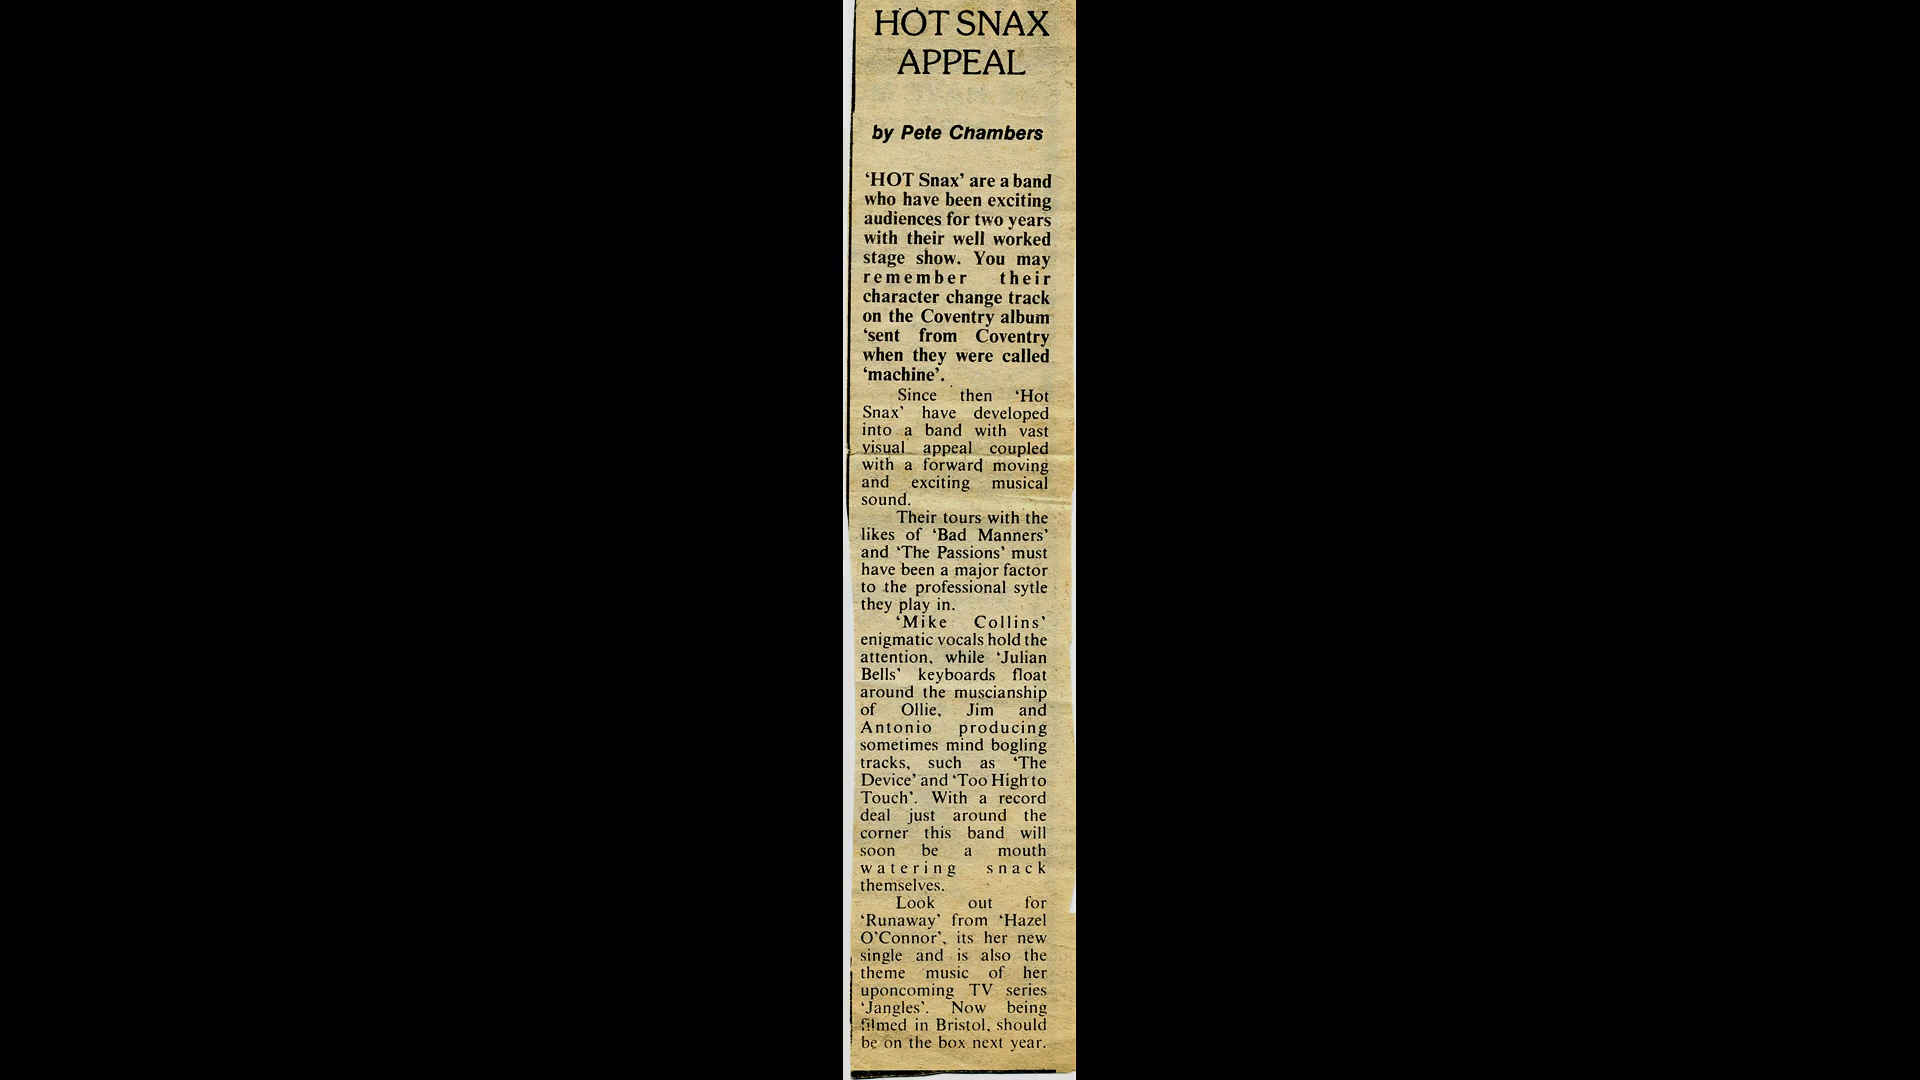 HOT SNAX
APPEAL
by Pete Chambers
‘HOT Snax’ are a band
who have been exciting
audiences for two years
with their well worked
stage show. You may
remember their
character change track
on the Coventry album
‘sent from Coventry
when they were called
‘machine’.
Since then ‘Hot
Snax’ have developed
into a band with vast
visual appeal coupled
with a forward moving
and exciting musical
sound.
Their tours with the
likes of ‘Bad Manners’
and ‘The Passions’ must
have been a major factor
to the professional sytle
they play in.
‘Mike Collins’
enigmatic vocals hold the
attention, while ‘Julian
Bells’ keyboards float
around the muscianship
of Ollie, Jim and
Antonio producing
sometimes mind bogling
tracks, such as ‘The
Device’ and ‘Too High to
Touch’. With a record
deal just around the
corner this band will
soon be a mouth
watering snack
themselves.
Look out for
‘Runaway’ from ‘Hazel
O’Connor’, its her new
single and is also the
theme music of her
uponcoming TV series
‘Jangles’. Now being
filmed in Bristol, should
be on the box next year.